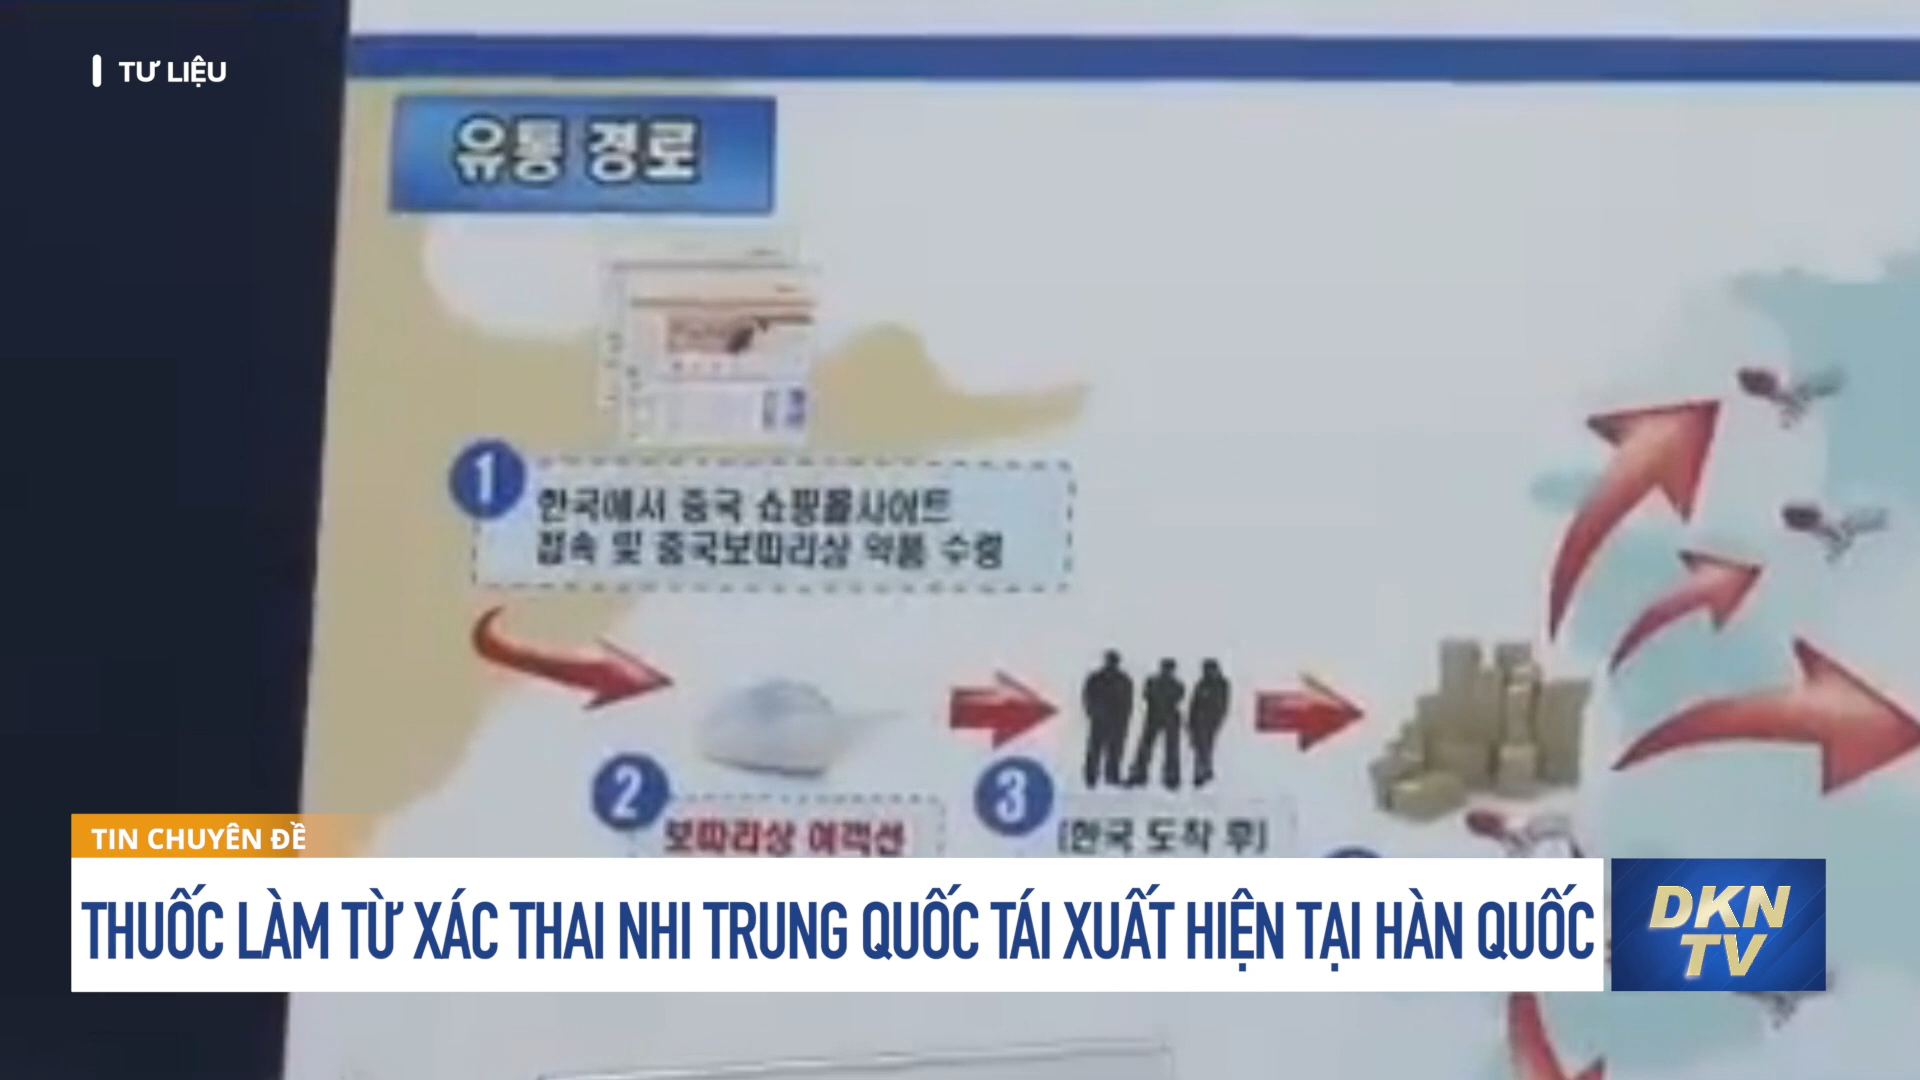 TƯ LIỆU
유통 경로
1
한국에서 중국 쇼핑몰사이트
접속 및 중국보따리상 약품 수령
2
보따리상 여객선
3
(한국 도착 후)
TIN CHUYÊN ĐỀ
THUỐC LÀM TỪ XÁC THAI NHI TRUNG QUỐC TÁI XUẤT HIỆN TẠI HÀN QUỐC
DKN
TV